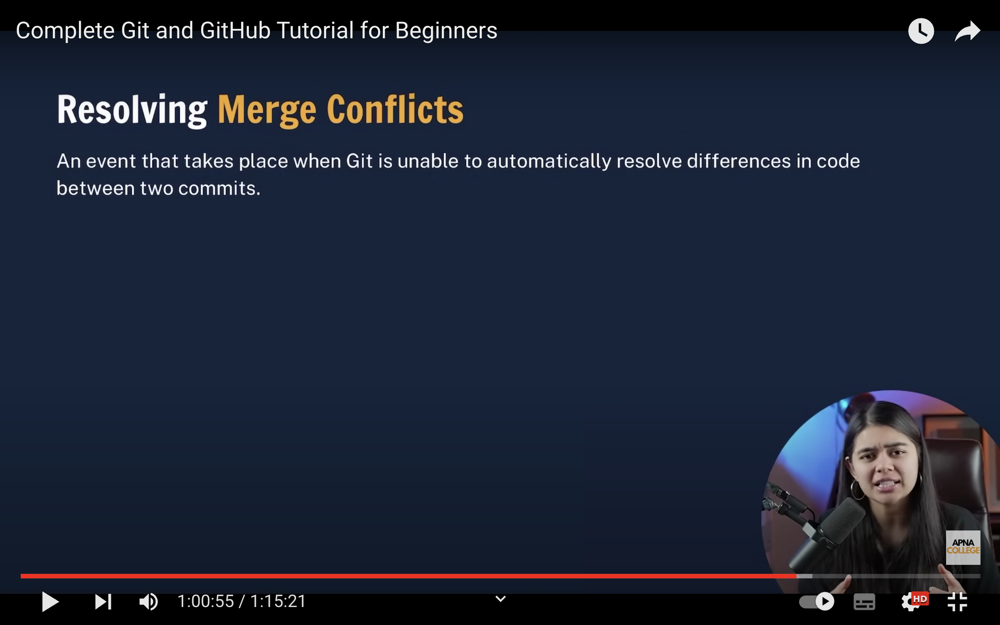 Complete Git and GitHub Tutorial for Beginners
Resolving Merge Conflicts
An event that takes place when Git is unable to automatically resolve differences in code
between two commits.
APNA
COLLEGE
1:00:55 / 1:15:21
HD